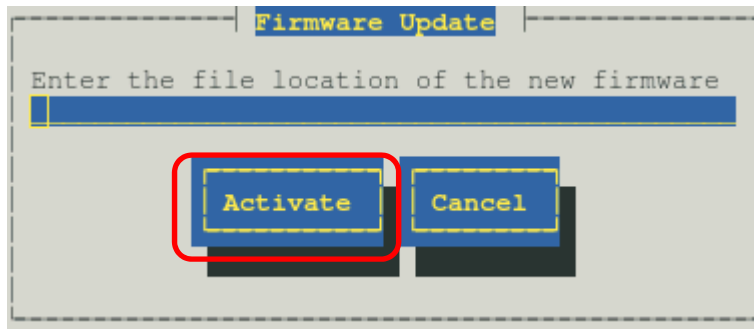 Firmware Update
Enter the file location of the new firmware
Activate Cancel